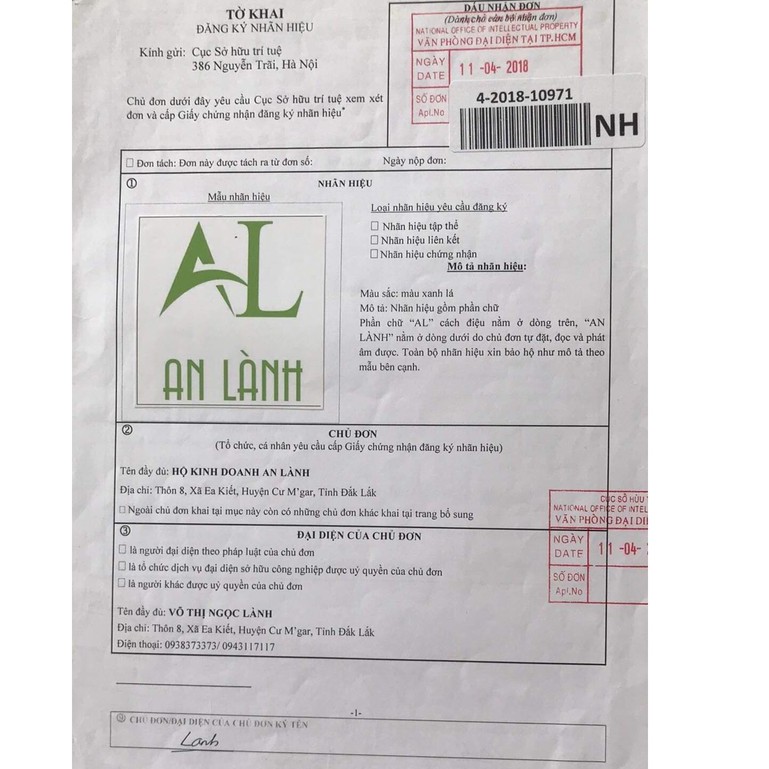 TỜ KHAI
ĐĂNG KÝ NHÃN HIỆU
Kính gửi: Cục Sở hữu trí tuệ
386 Nguyễn Trãi, Hà Nội
Chủ đơn dưới đây yêu cầu Cục Sở hữu trí tuệ xem xét
đơn và cấp Giấy chứng nhận đăng ký nhãn hiệu*
DẤU NHẬN ĐƠN
(Dành cho cán bộ nhận đơn)
NATIONAL OFFICE OF INTELLECTUAL PROPERTY
VĂN PHÒNG ĐẠI DIỆN TẠI TP.HCM
NGÀY
DATE
11-04-2018
SỐ ĐƠN
Apl.No
4-2018-10971
NH
☐ Đơn tách: Đơn này được tách ra từ đơn số: Ngày nộp đơn:
① NHÃN HIỆU
Mẫu nhãn hiệu
AL
AN LÀNH
Loại nhãn hiệu yêu cầu đăng ký
☐ Nhãn hiệu tập thể
☐ Nhãn hiệu liên kết
☐ Nhãn hiệu chứng nhận
Mô tả nhãn hiệu:
Màu sắc: màu xanh lá
Mô tả: Nhãn hiệu gồm phần chữ
Phần chữ “AL” cách điệu nằm ở dòng trên, “AN
LÀNH” nằm ở dòng dưới do chủ đơn tự đặt, đọc và phát
âm được. Toàn bộ nhãn hiệu xin bảo hộ như mô tả theo
mẫu bên cạnh.
② CHỦ ĐƠN
(Tổ chức, cá nhân yêu cầu cấp Giấy chứng nhận đăng ký nhãn hiệu)
Tên đầy đủ: HỘ KINH DOANH AN LÀNH
Địa chỉ: Thôn 8, Xã Ea Kiết, Huyện Cư M’gar, Tỉnh Đắk Lắk
☐ Ngoài chủ đơn khai tại mục này còn có những chủ đơn khác khai tại trang bổ sung
CỤC SỞ HỮU
NATIONAL OFFICE OF INTEL
VĂN PHÒNG ĐẠI DI
NGÀY
DATE
11-04-
SỐ ĐƠN
Apl.No
③ ĐẠI DIỆN CỦA CHỦ ĐƠN
☐ là người đại diện theo pháp luật của chủ đơn
☐ là tổ chức dịch vụ đại diện sở hữu công nghiệp được uỷ quyền của chủ đơn
☐ là người khác được uỷ quyền của chủ đơn
Tên đầy đủ: VÕ THỊ NGỌC LÀNH
Địa chỉ: Thôn 8, Xã Ea Kiết, Huyện Cư M’gar, Tỉnh Đắk Lắk
Điện thoại: 0938373373/ 0943117117
-1-
CHỦ ĐƠN/ĐẠI DIỆN CỦA CHỦ ĐƠN KÝ TÊN
Lanh